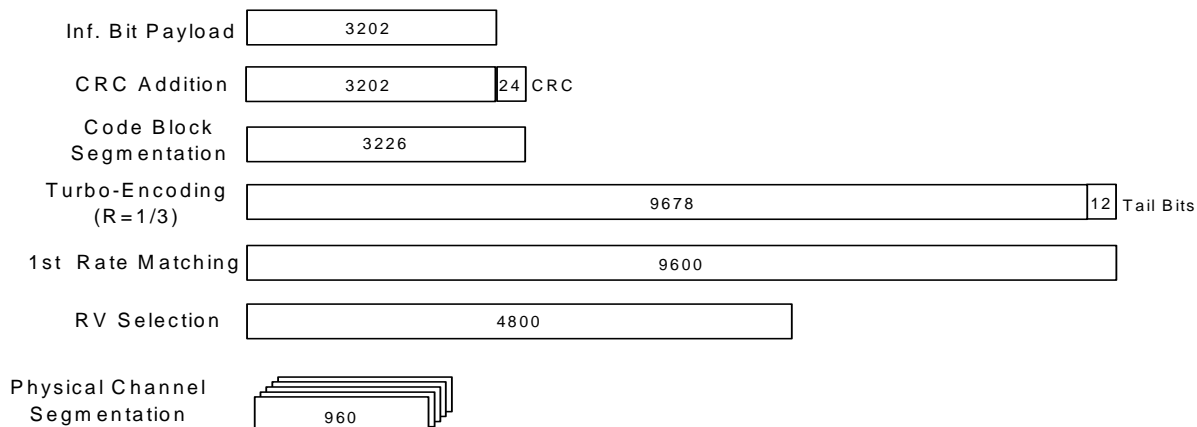 Inf. Bit Payload 3202
CRC Addition 3202 24 CRC
Code Block
Segmentation 3226
Turbo-Encoding
(R=1/3) 9678 12 Tail Bits
1st Rate Matching 9600
RV Selection 4800
Physical Channel
Segmentation 960